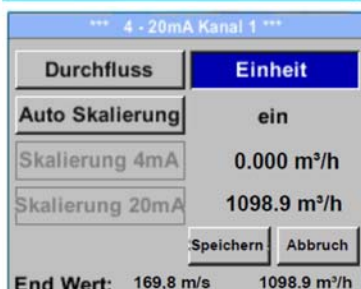 *** 4 - 20mA Kanal 1 ***
Durchfluss Einheit
Auto Skalierung ein
Skalierung 4mA 0.000 m³/h
Skalierung 20mA 1098.9 m³/h
Speichern Abbruch
End Wert: 169,8 m/s 1098.9 m³/h